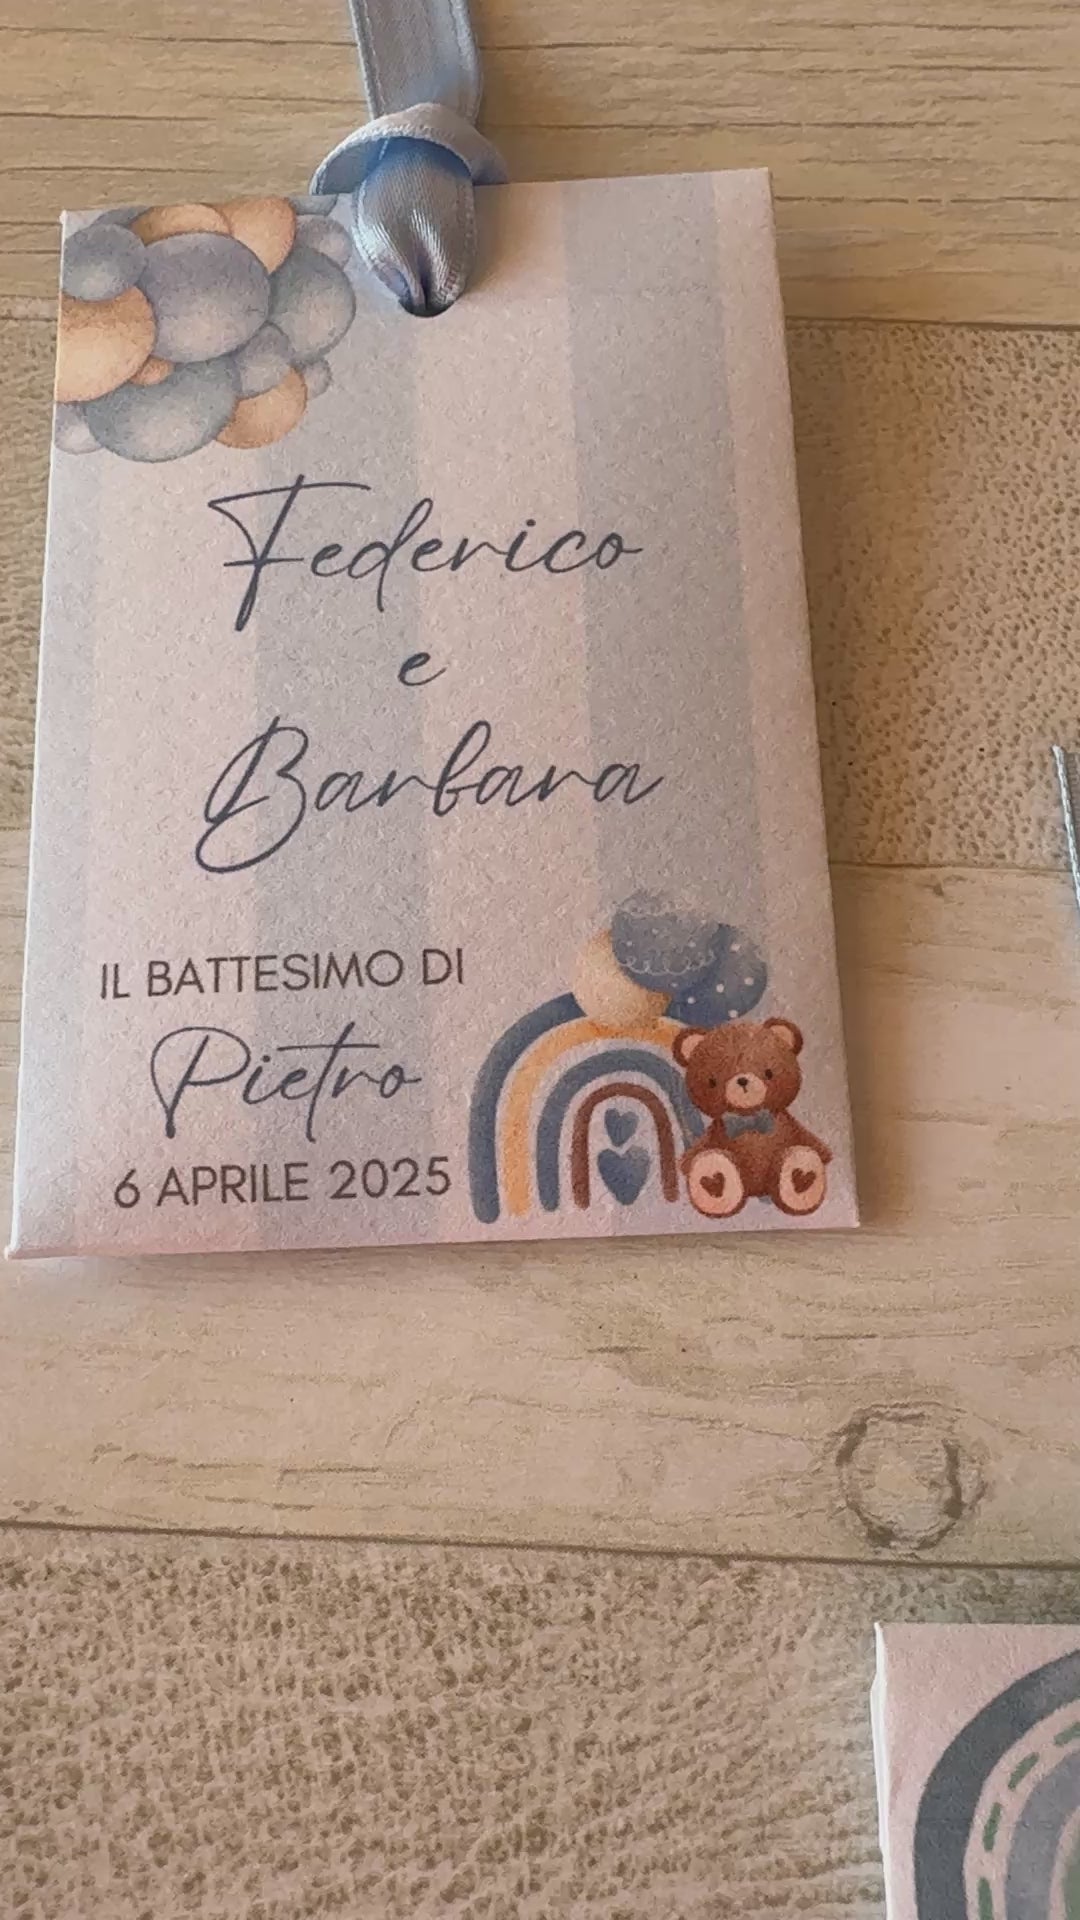 Federico
e
Barbara
IL BATTESIMO DI
Pietro
6 APRILE 2025